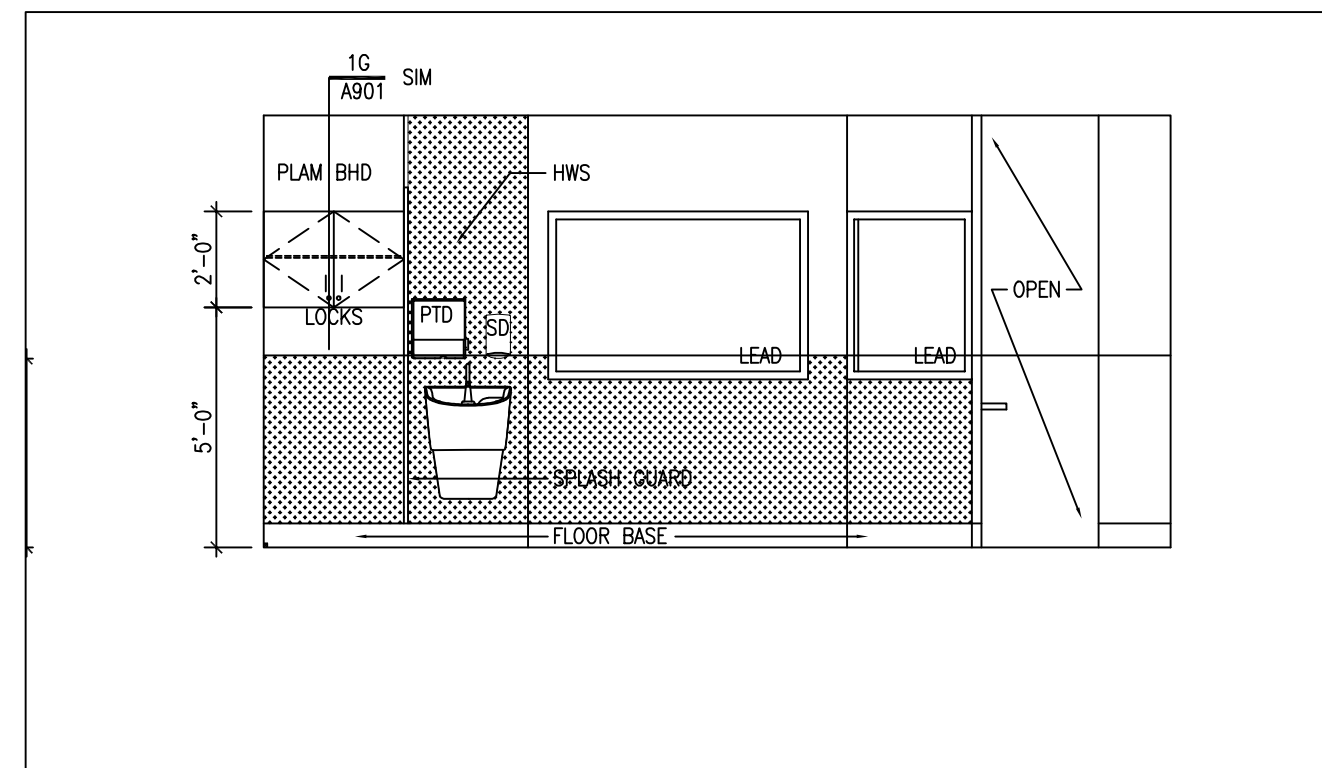 1G
A901
SIM
PLAM BHD
HWS
2'-0"
LOCKS
PTD
SD
OPEN
LEAD
LEAD
5'-0"
SPLASH GUARD
FLOOR BASE